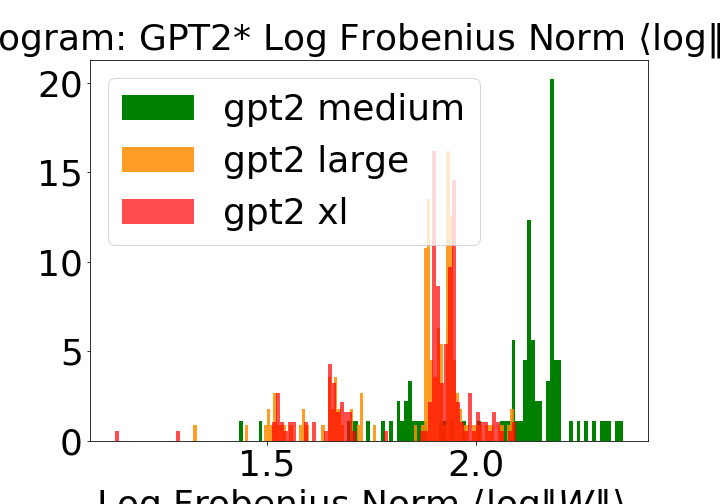 ogram: GPT2* Log Frobenius Norm ⟨log‖
20
15
10
5
0
gpt2 medium
gpt2 large
gpt2 xl
1.5 2.0
Log Frobenius Norm ⟨log‖W‖⟩